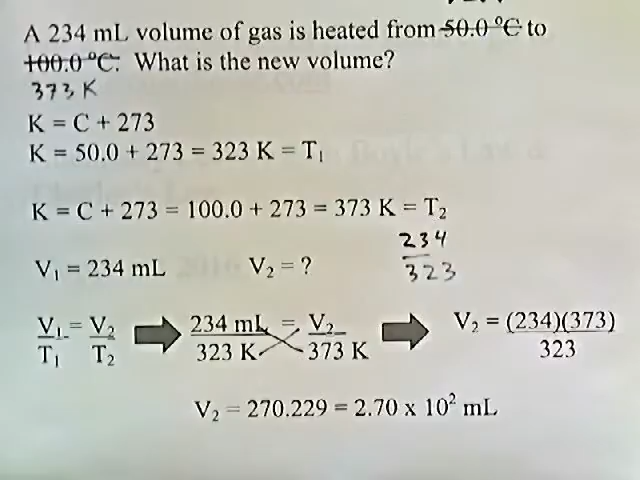 A 234 mL volume of gas is heated from 50.0 ºC to
100.0 ºC. What is the new volume?
373 K
K = C + 273
K = 50.0 + 273 = 323 K = T₁
K = C + 273 = 100.0 + 273 = 373 K = T₂
234
323
V₁ = 234 mL V₂ = ?
V₁ = V₂ 234 mL = V₂ V₂ = (234)(373)
T₁ T₂ 323 K 373 K 323
V₂ = 270.229 = 2.70 x 10² mL